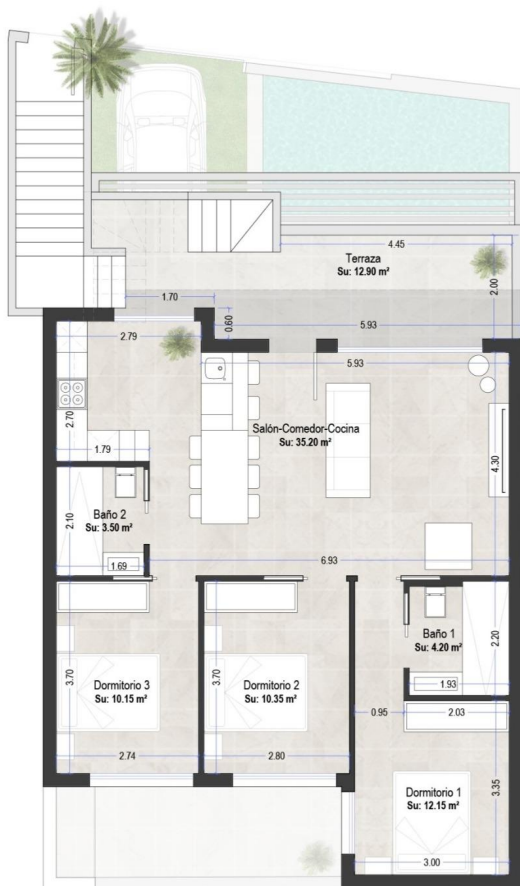 4.45
Terraza
Su: 12.90 m²
2.00
1.70
0.60
5.93
2.79
5.93
2.70
Salón-Comedor-Cocina
Su: 35.20 m²
4.30
1.79
2.10
Baño 2
Su: 3.50 m²
1.69
6.93
Baño 1
Su: 4.20 m²
2.20
1.93
3.70
Dormitorio 3
Su: 10.15 m²
3.70
Dormitorio 2
Su: 10.35 m²
0.95
2.03
2.74
2.80
3.35
Dormitorio 1
Su: 12.15 m²
3.00